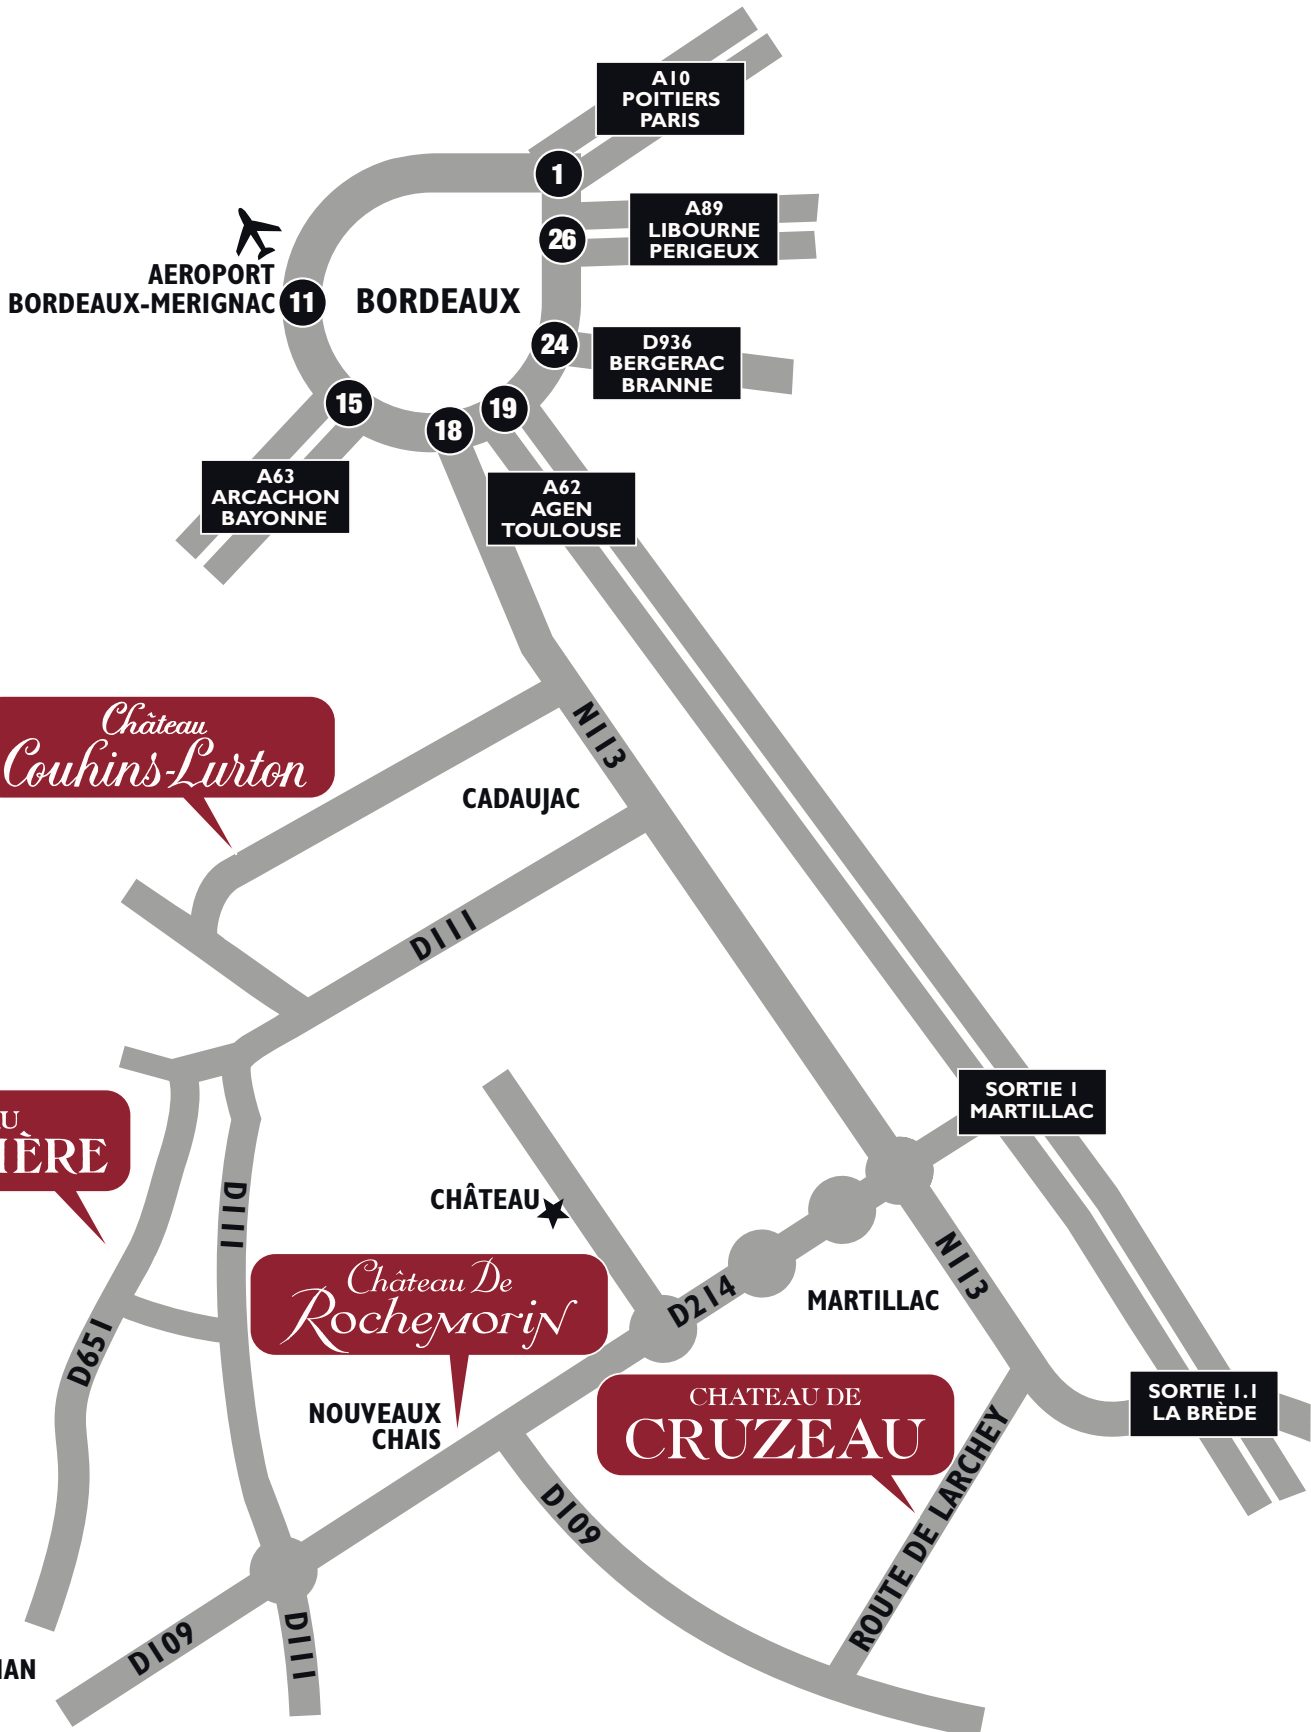 A10
POITIERS
PARIS
1
A89
LIBOURNE
PERIGEUX
26
AEROPORT
BORDEAUX-MERIGNAC
11
BORDEAUX
24
D936
BERGERAC
BRANNE
15
18
19
A63
ARCACHON
BAYONNE
A62
AGEN
TOULOUSE
Château
Couhins-Lurton
N113
CADAUJAC
D111
SORTIE 1
MARTILLAC
CHÂTEAU
D111
Château De
Rochemorin
D214
N113
MARTILLAC
D651
NOUVEAUX
CHAIS
CHATEAU DE
CRUZEAU
SORTIE 1.1
LA BRÈDE
D109
ROUTE DE LARCHEY
D109
D111